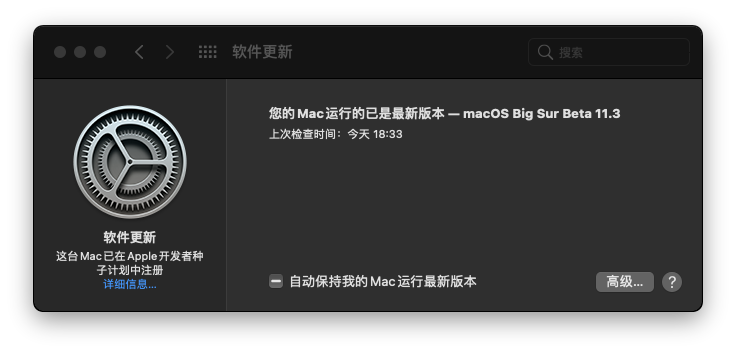 软件更新
搜索
您的Mac运行的已是最新版本 — macOS Big Sur Beta 11.3
上次检查时间：今天 18:33
软件更新
这台Mac已在Apple开发者种
子计划中注册
详细信息...
自动保持我的Mac运行最新版本
高级...
?